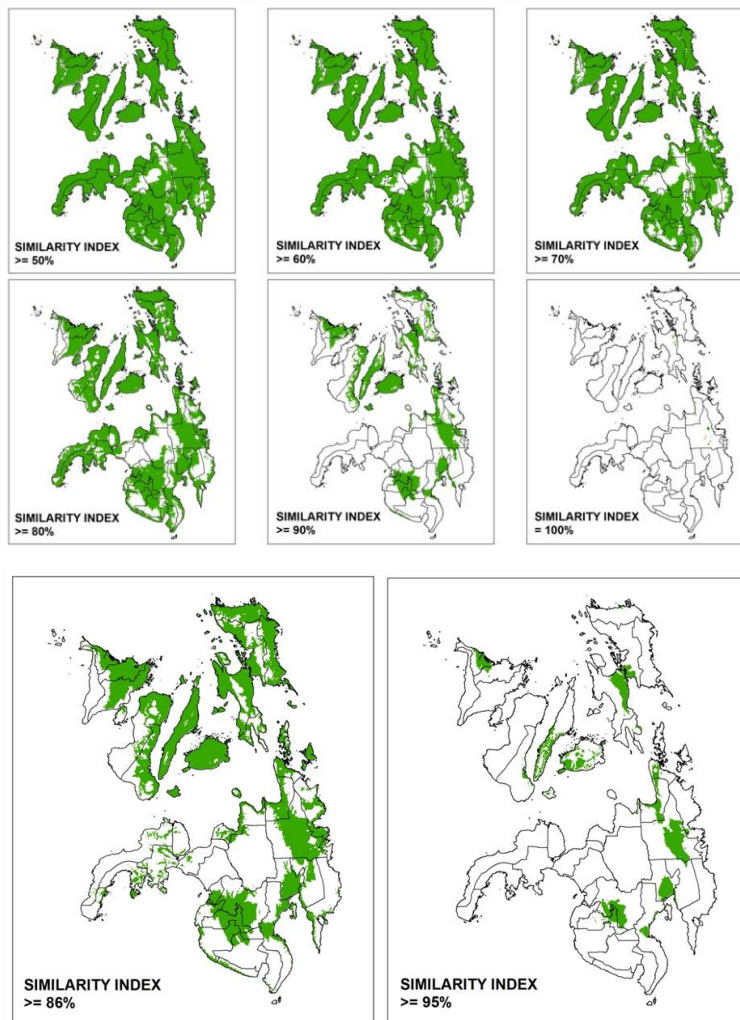 SIMILARITY INDEX
>= 50%
SIMILARITY INDEX
>= 60%
SIMILARITY INDEX
>= 70%
SIMILARITY INDEX
>= 80%
SIMILARITY INDEX
>= 90%
SIMILARITY INDEX
= 100%
SIMILARITY INDEX
>= 86%
SIMILARITY INDEX
>= 95%